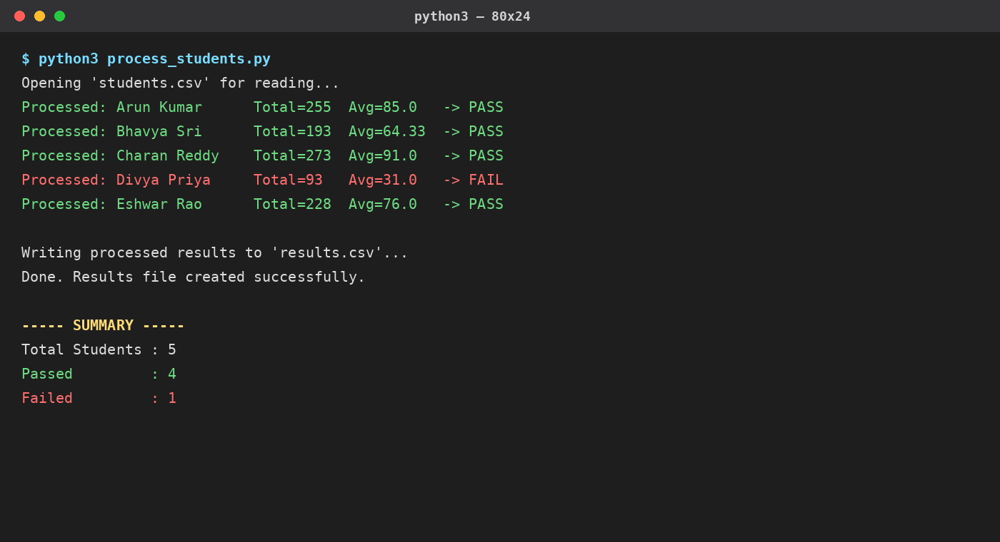 python3 — 80x24
$ python3 process_students.py
Opening 'students.csv' for reading...
Processed: Arun Kumar      Total=255  Avg=85.0   -> PASS
Processed: Bhavya Sri      Total=193  Avg=64.33  -> PASS
Processed: Charan Reddy    Total=273  Avg=91.0   -> PASS
Processed: Divya Priya     Total=93   Avg=31.0   -> FAIL
Processed: Eshwar Rao      Total=228  Avg=76.0   -> PASS
Writing processed results to 'results.csv'...
Done. Results file created successfully.
----- SUMMARY -----
Total Students : 5
Passed         : 4
Failed         : 1